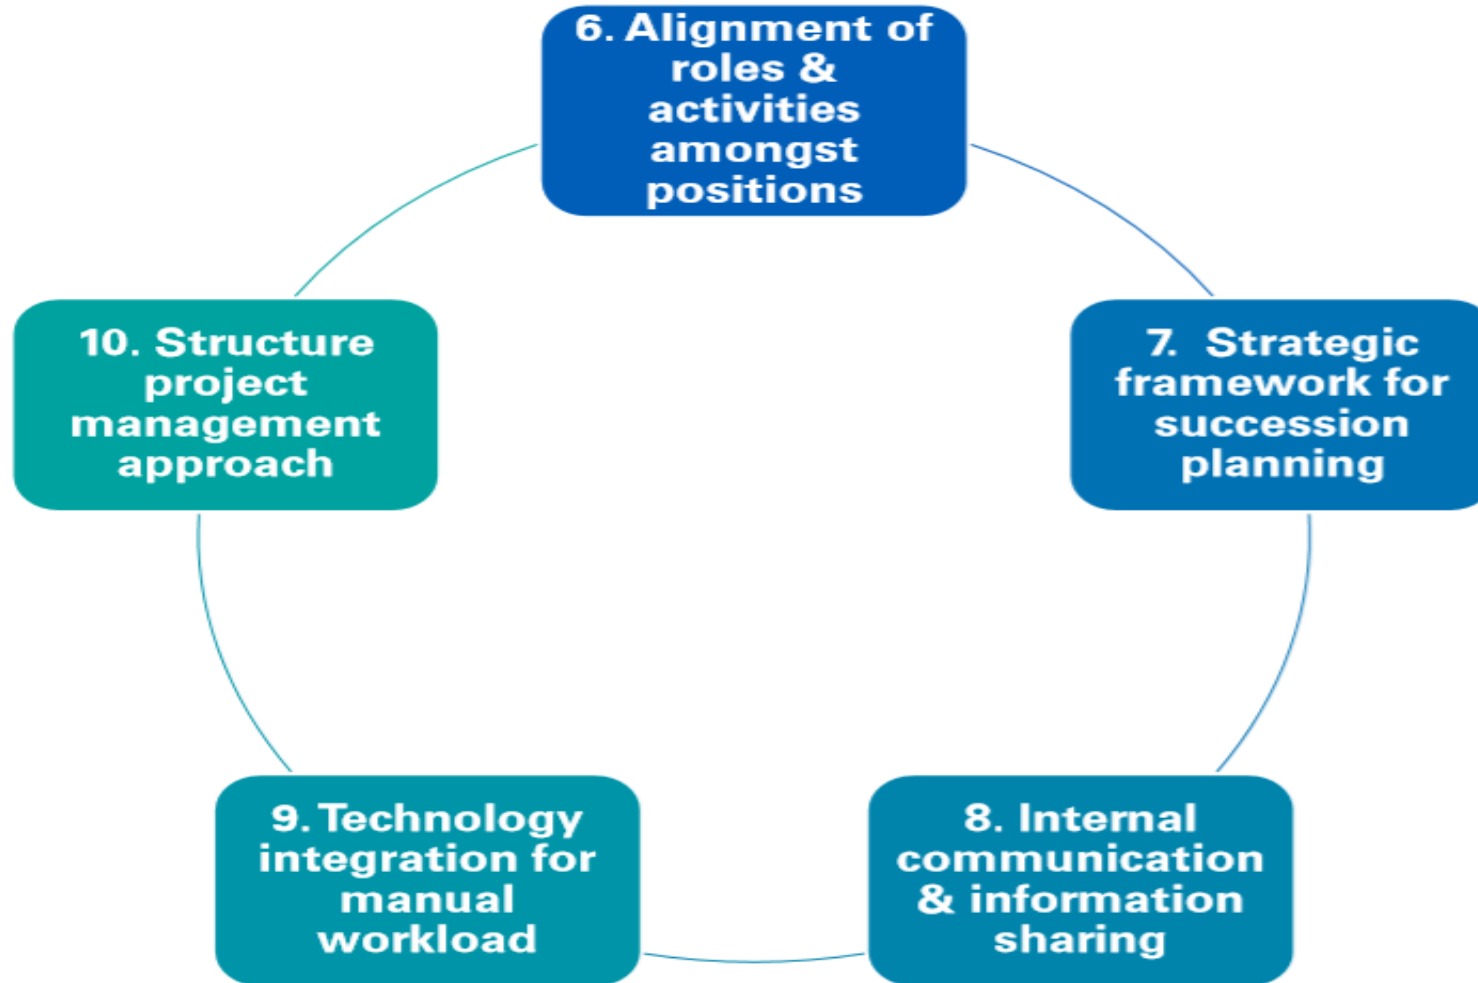 6. Alignment of
roles &
activities
amongst
positions
7. Strategic
framework for
succession
planning
8. Internal
communication
& information
sharing
9. Technology
integration for
manual
workload
10. Structure
project
management
approach